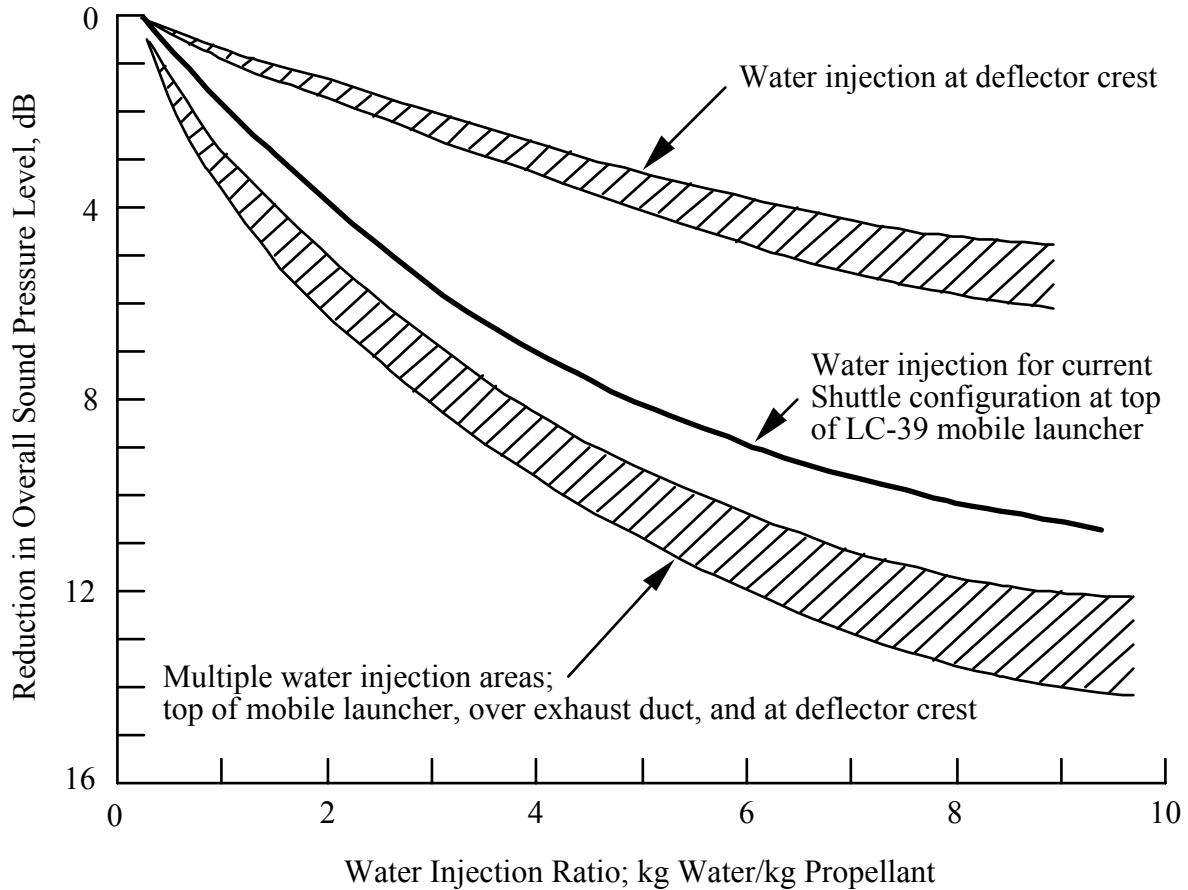 0
4
8
12
16
Reduction in Overall Sound Pressure Level, dB
Water injection at deflector crest
Water injection for current
Shuttle configuration at top
of LC-39 mobile launcher
Multiple water injection areas;
top of mobile launcher, over exhaust duct, and at deflector crest
0 2 4 6 8 10
Water Injection Ratio; kg Water/kg Propellant